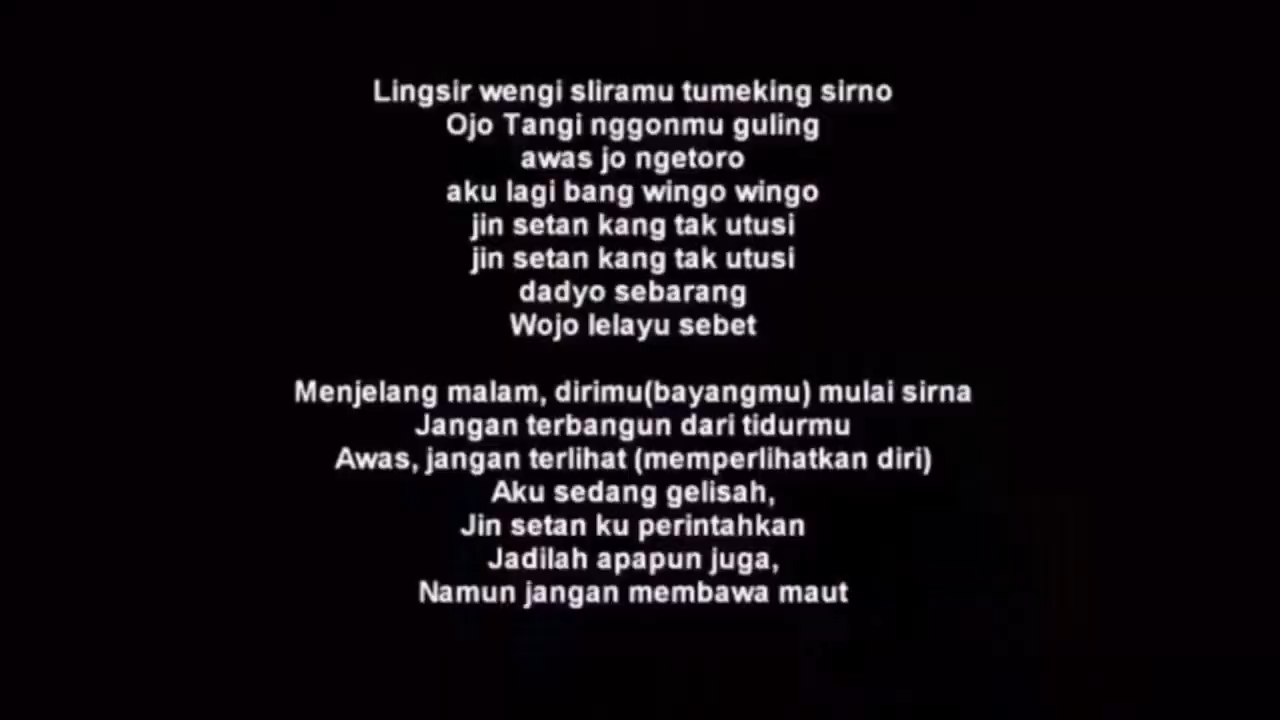 Lingsir wengi sliramu tumeking sirno
Ojo Tangi nggonmu guling
awas jo ngetoro
aku lagi bang wingo wingo
jin setan kang tak utusi
jin setan kang tak utusi
dadyo sebarang
Wojo lelayu sebet
Menjelang malam, dirimu(bayangmu) mulai sirna
Jangan terbangun dari tidurmu
Awas, jangan terlihat (memperlihatkan diri)
Aku sedang gelisah,
Jin setan ku perintahkan
Jadilah apapun juga,
Namun jangan membawa maut